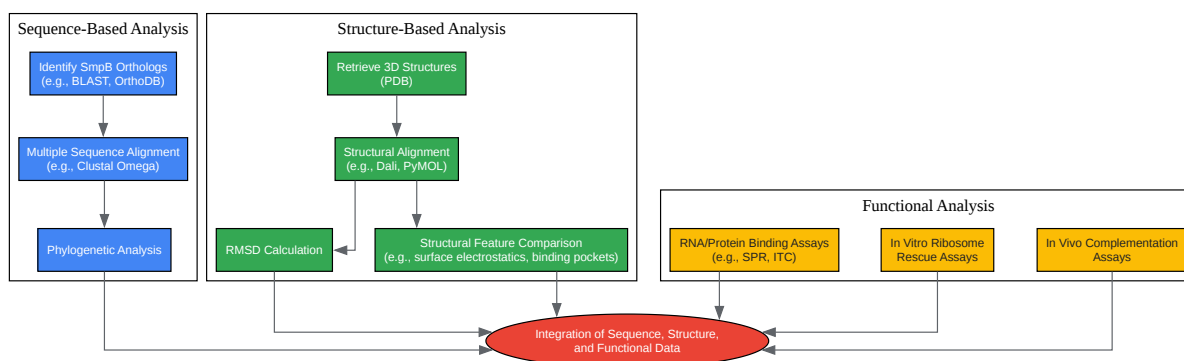 Sequence-Based Analysis
Identify SmpB Orthologs
(e.g., BLAST, OrthoDB)
Multiple Sequence Alignment
(e.g., Clustal Omega)
Phylogenetic Analysis
Structure-Based Analysis
Retrieve 3D Structures
(PDB)
Structural Alignment
(e.g., Dali, PyMOL)
RMSD Calculation
Structural Feature Comparison
(e.g., surface electrostatics, binding pockets)
Functional Analysis
RNA/Protein Binding Assays
(e.g., SPR, ITC)
In Vitro Ribosome
Rescue Assays
In Vivo Complementation
Assays
Integration of Sequence, Structure,
and Functional Data